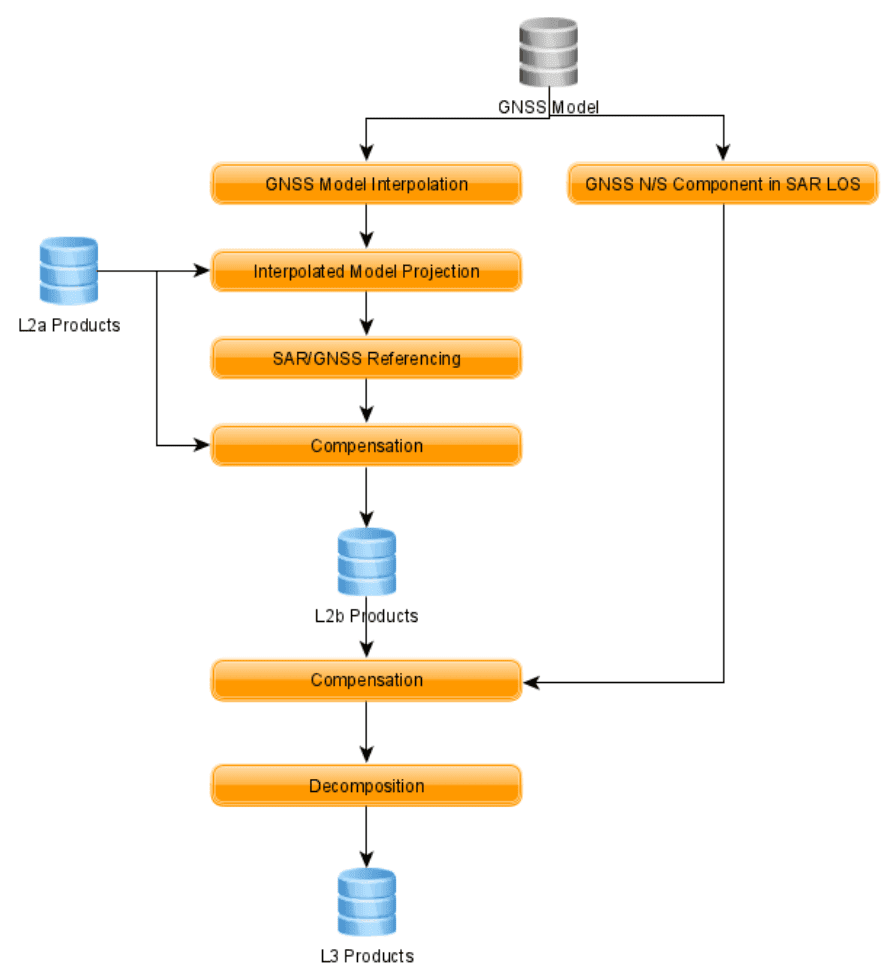 GNSS Model
GNSS Model Interpolation
GNSS N/S Component in SAR LOS
Interpolated Model Projection
L2a Products
SAR/GNSS Referencing
Compensation
L2b Products
Compensation
Decomposition
L3 Products